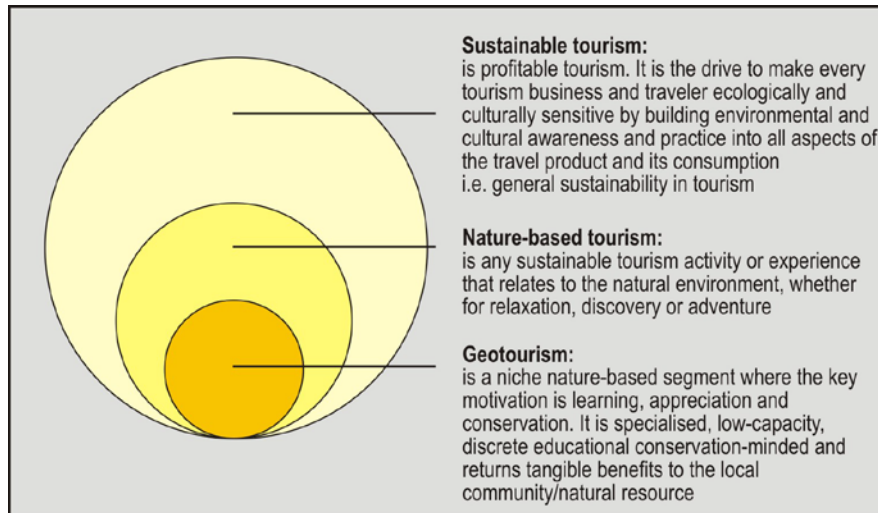 Sustainable tourism:
is profitable tourism. It is the drive to make every
tourism business and traveler ecologically and
culturally sensitive by building environmental and
cultural awareness and practice into all aspects of
the travel product and its consumption
i.e. general sustainability in tourism
Nature-based tourism:
is any sustainable tourism activity or experience
that relates to the natural environment, whether
for relaxation, discovery or adventure
Geotourism:
is a niche nature-based segment where the key
motivation is learning, appreciation and
conservation. It is specialised, low-capacity,
discrete educational conservation-minded and
returns tangible benefits to the local
community/natural resource